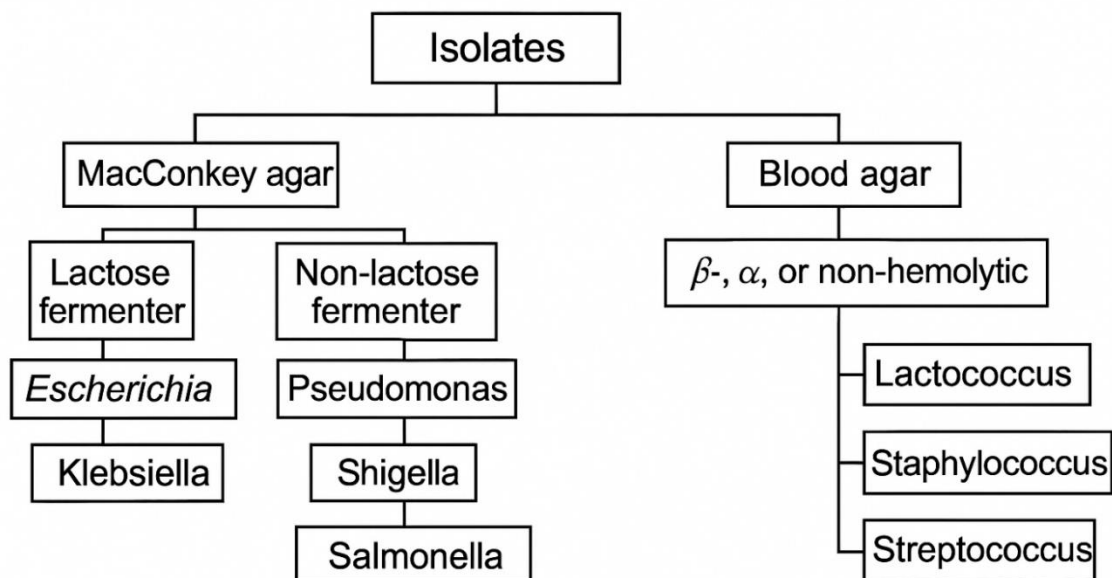 Isolates
MacConkey agar
Blood agar
Lactose
fermenter
Non-lactose
fermenter
β-, α, or non-hemolytic
Escherichia
Pseudomonas
Lactococcus
Klebsiella
Shigella
Staphylococcus
Salmonella
Streptococcus